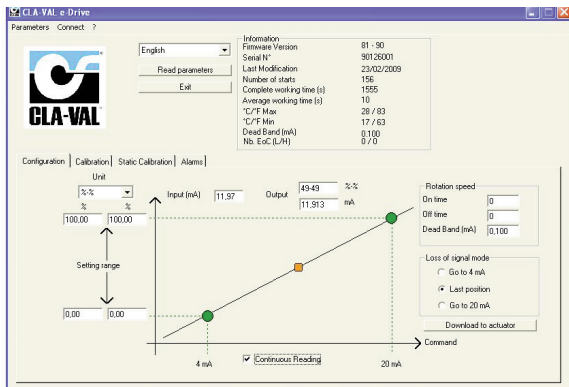 CLA-VAL e-Drive
Parameters Connect ?
CLA-VAL
English
Read parameters
Exit
Information
Firmware Version 81 - 90
Serial N° 90126001
Last Modification 23/02/2009
Number of starts 156
Complete working time (s) 1555
Average working time (s) 10
°C/°F Max 28 / 83
°C/°F Min 17 / 63
Dead Band (mA) 0.100
Nb. EoC (L/H) 0 / 0
Configuration Calibration Static Calibration Alarms
Unit
%-%
% %
100,00 100,00
Setting range
0,00 0,00
Input (mA) 11,97
Output 49-49 %-%
11,913 mA
4 mA
Continuous Reading
20 mA
Command
Rotation speed
On time 0
Off time 0
Dead Band (mA) 0,100
Loss of signal mode
Go to 4 mA
Last position
Go to 20 mA
Download to actuator